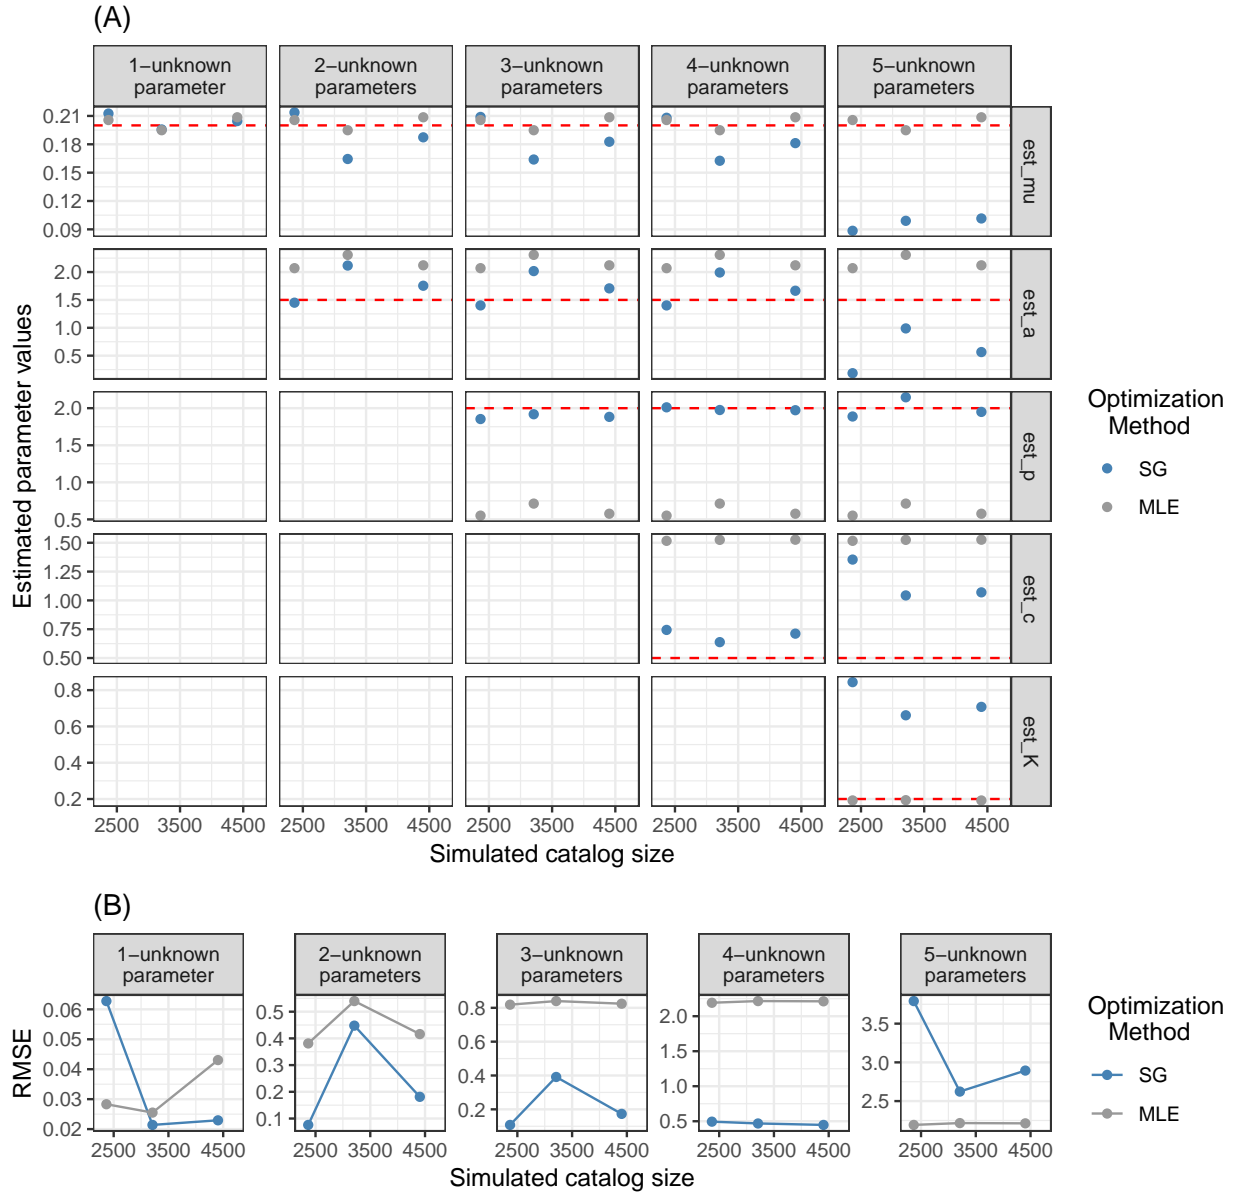 (A)
1−unknown
parameter
2−unknown
parameters
3−unknown
parameters
4−unknown
parameters
5−unknown
parameters
Estimated parameter values
0.21
0.18
0.15
0.12
0.09
est_mu
2.0
1.5
1.0
0.5
est_a
2.0
1.5
1.0
0.5
est_p
1.50
1.25
1.00
0.75
0.50
est_c
0.8
0.6
0.4
0.2
est_K
2500 3500 4500
2500 3500 4500
2500 3500 4500
2500 3500 4500
2500 3500 4500
Simulated catalog size
Optimization
Method
SG
MLE
(B)
1−unknown
parameter
2−unknown
parameters
3−unknown
parameters
4−unknown
parameters
5−unknown
parameters
RMSE
0.06
0.05
0.04
0.03
0.02
0.5
0.4
0.3
0.2
0.1
0.8
0.6
0.4
0.2
2.0
1.5
1.0
0.5
3.5
3.0
2.5
2500 3500 4500
2500 3500 4500
2500 3500 4500
2500 3500 4500
2500 3500 4500
Simulated catalog size
Optimization
Method
SG
MLE